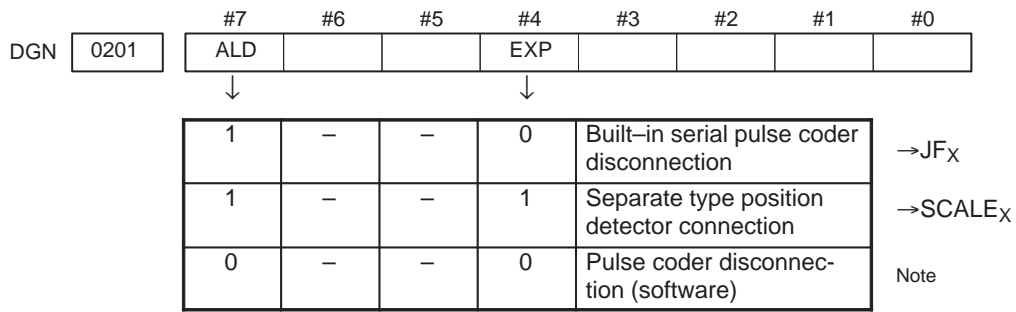 #7 #6 #5 #4 #3 #2 #1 #0
DGN 0201 ALD EXP
↓ ↓
1 – – 0 Built–in serial pulse coder
disconnection
→JFX
1 – – 1 Separate type position
detector connection
→SCALEX
0 – – 0 Pulse coder disconnec-
tion (software)
Note